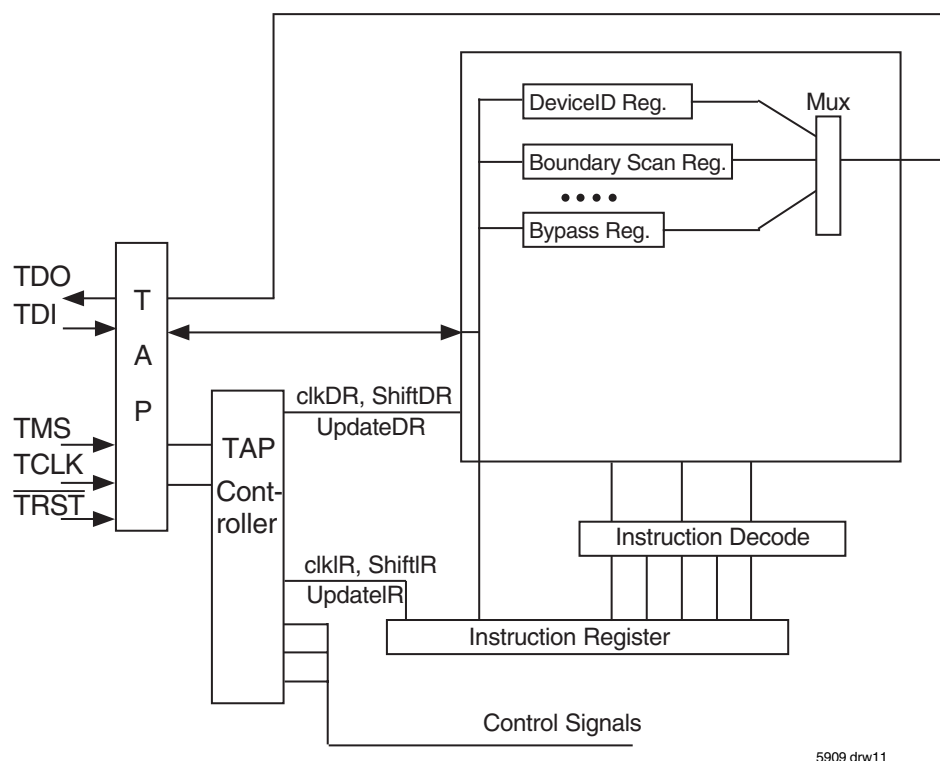 DeviceID Reg.
Mux
Boundary Scan Reg.
Bypass Reg.
TDO
TDI
T
A
P
TMS
TCLK
TRST
TAP
Cont-
roller
clkDR, ShiftDR
UpdateDR
Instruction Decode
clkIR, ShiftIR
UpdateIR
Instruction Register
Control Signals
5909 drw11